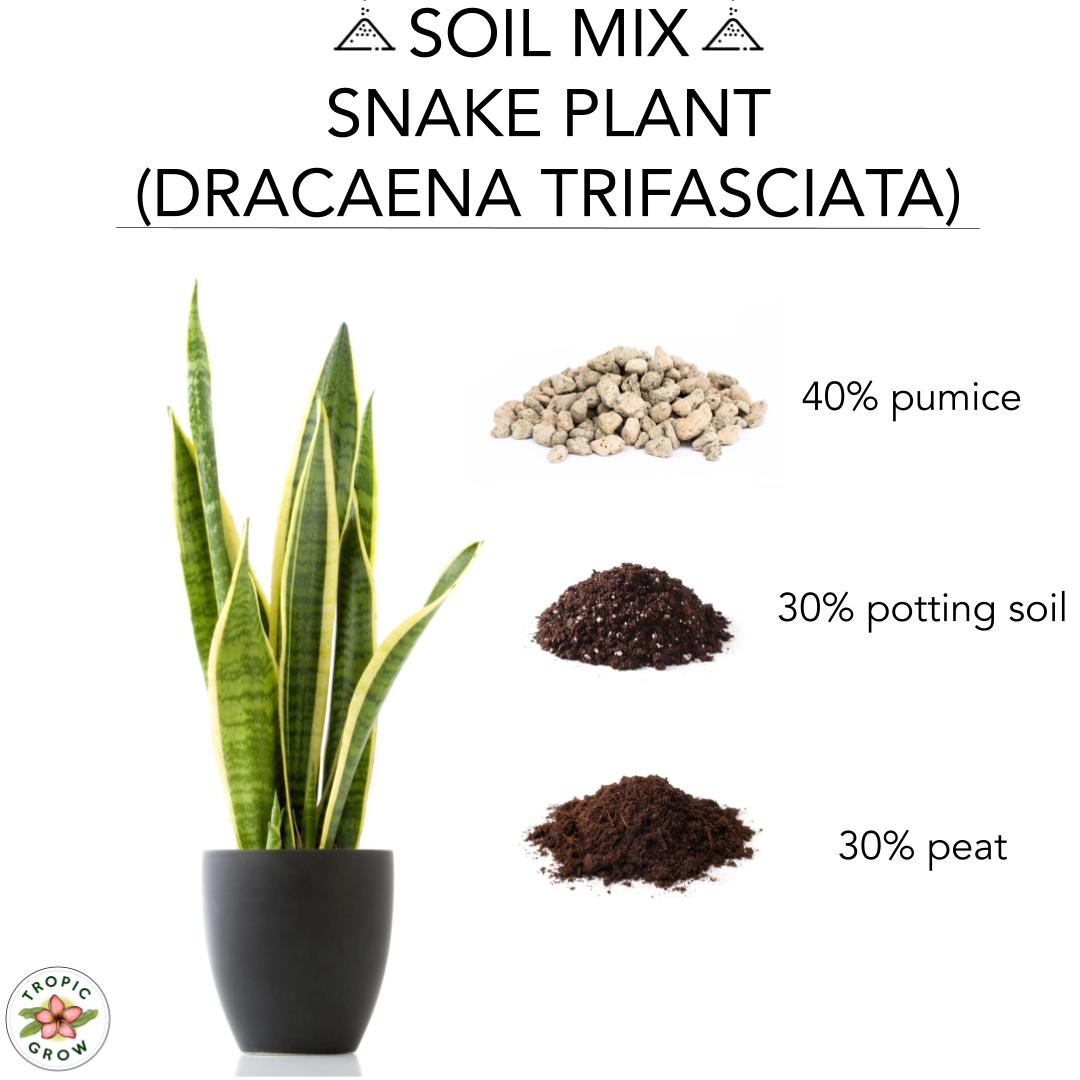 SOIL MIX
SNAKE PLANT
(DRACAENA TRIFASCIATA)
40% pumice
30% potting soil
30% peat
TROPIC
GROW